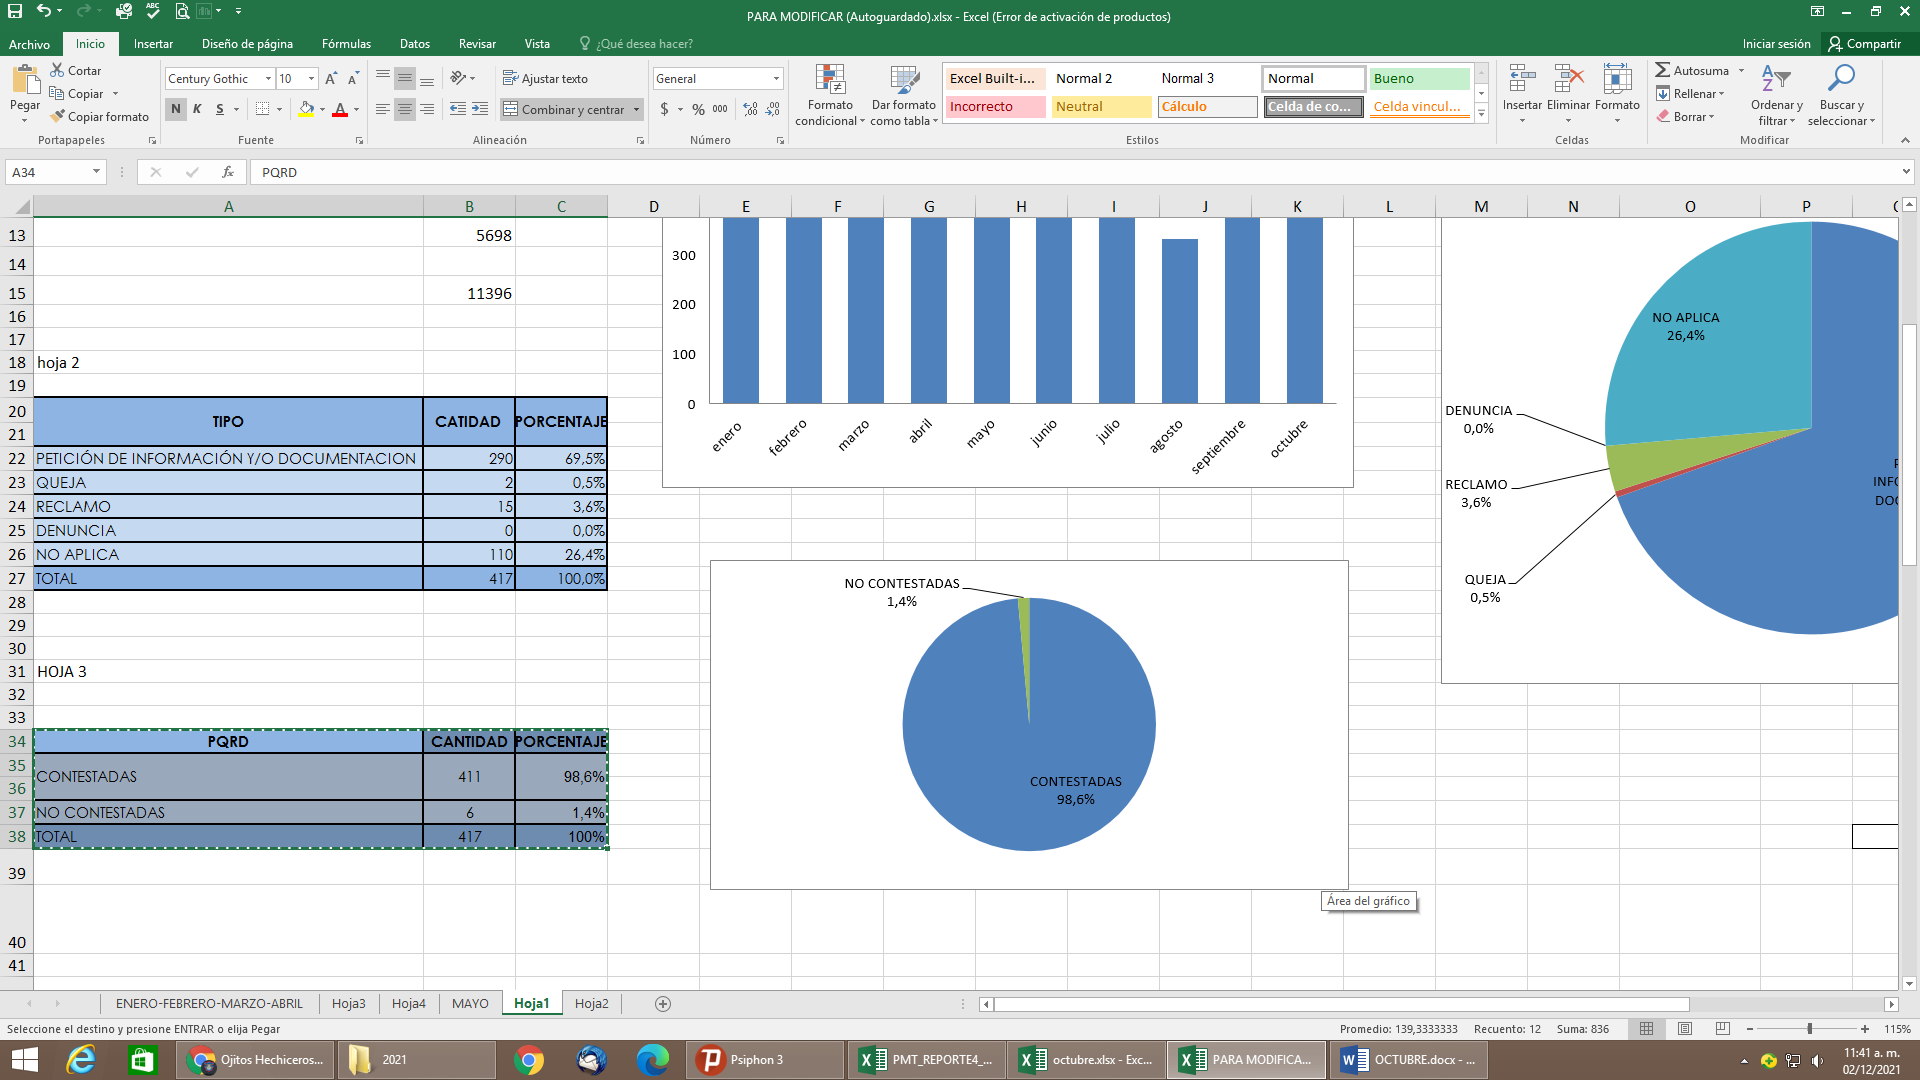 PARA MODIFICAR (Autoguardado).xlsx - Excel (Error de activación de productos)
Archivo Inicio Insertar Diseño de página Fórmulas Datos Revisar Vista ¿Qué desea hacer? Iniciar sesión Compartir
Pegar
Cortar
Copiar
Copiar formato
Portapapeles
Century Gothic 10
N K S
Fuente
Ajustar texto
Combinar y centrar
Alineación
General
$ % 000
Número
Formato condicional
Dar formato como tabla
Excel Built-i... Normal 2 Normal 3 Normal Bueno
Incorrecto Neutral Cálculo Celda de co... Celda vincul...
Estilos
Insertar Eliminar Formato
Celdas
Autosuma
Rellenar
Borrar
Ordenar y filtrar
Buscar y seleccionar
Modificar
A34 fx PQRD
A B C D E F G H I J K L M N O P
13 5698
14
15 11396
16
17
18 hoja 2
19
20 TIPO CATIDAD PORCENTAJE
21
22 PETICIÓN DE INFORMACIÓN Y/O DOCUMENTACION 290 69,5%
23 QUEJA 2 0,5%
24 RECLAMO 15 3,6%
25 DENUNCIA 0 0,0%
26 NO APLICA 110 26,4%
27 TOTAL 417 100,0%
28
29
30
31 HOJA 3
32
33
34 PQRD CANTIDAD PORCENTAJE
35
36 CONTESTADAS 411 98,6%
37 NO CONTESTADAS 6 1,4%
38 TOTAL 417 100%
39
40
41
300
200
100
0
enero febrero marzo abril mayo junio julio agosto septiembre octubre
NO CONTESTADAS
1,4%
CONTESTADAS
98,6%
NO APLICA
26,4%
DENUNCIA
0,0%
RECLAMO
3,6%
QUEJA
0,5%
P
INFO
DOC
Área del gráfico
ENERO-FEBRERO-MARZO-ABRIL Hoja3 Hoja4 MAYO Hoja1 Hoja2
Seleccione el destino y presione ENTRAR o elija Pegar Promedio: 139,3333333 Recuento: 12 Suma: 836 115%
Ojitos Hechiceros... 2021 Psiphon 3 PMT_REPORTE4_... octubre.xlsx - Exc... PARA MODIFICA... OCTUBRE.docx - ...
11:41 a. m.
02/12/2021